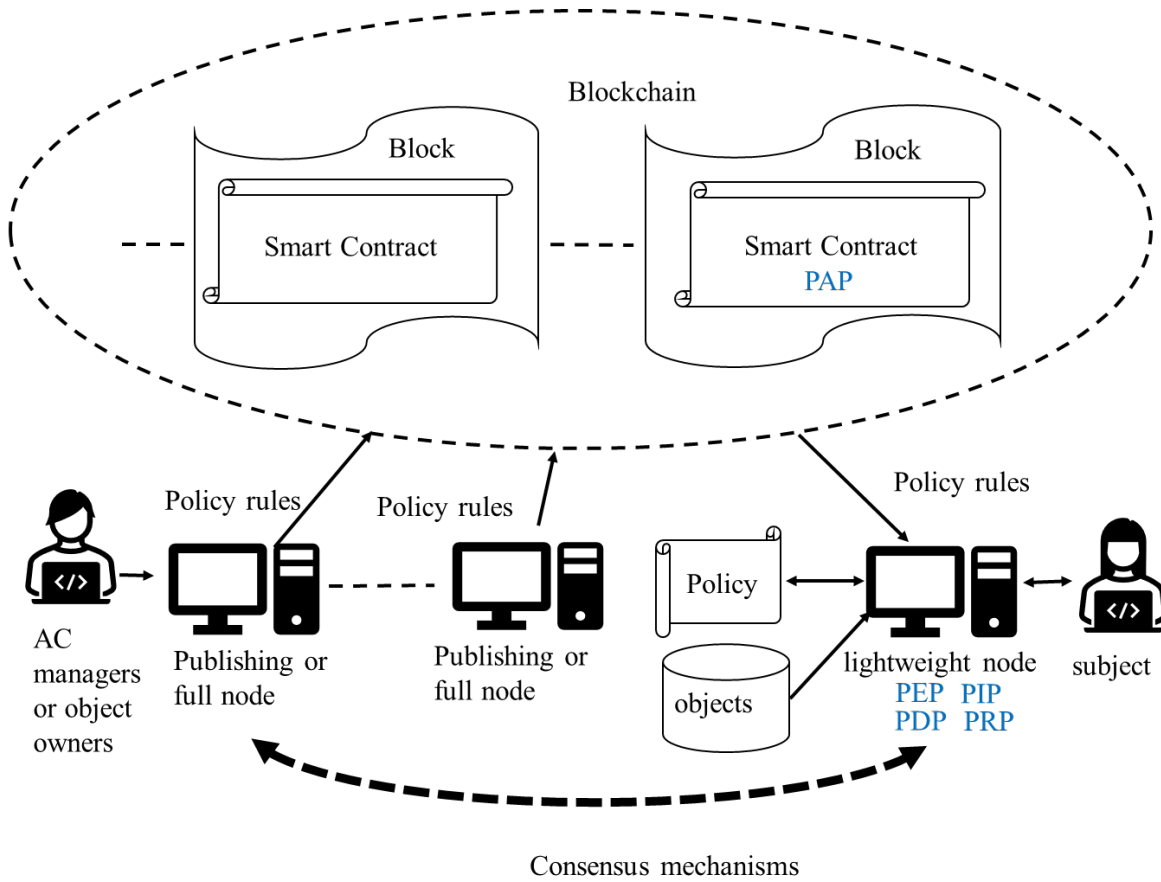 Blockchain
Block
Block
Smart Contract
Smart Contract
PAP
Policy rules
Policy rules
Policy rules
</>
Policy
</>
AC
managers
or object
owners
Publishing or
full node
Publishing or
full node
objects
lightweight node
PEP PIP
PDP PRP
subject
Consensus mechanisms